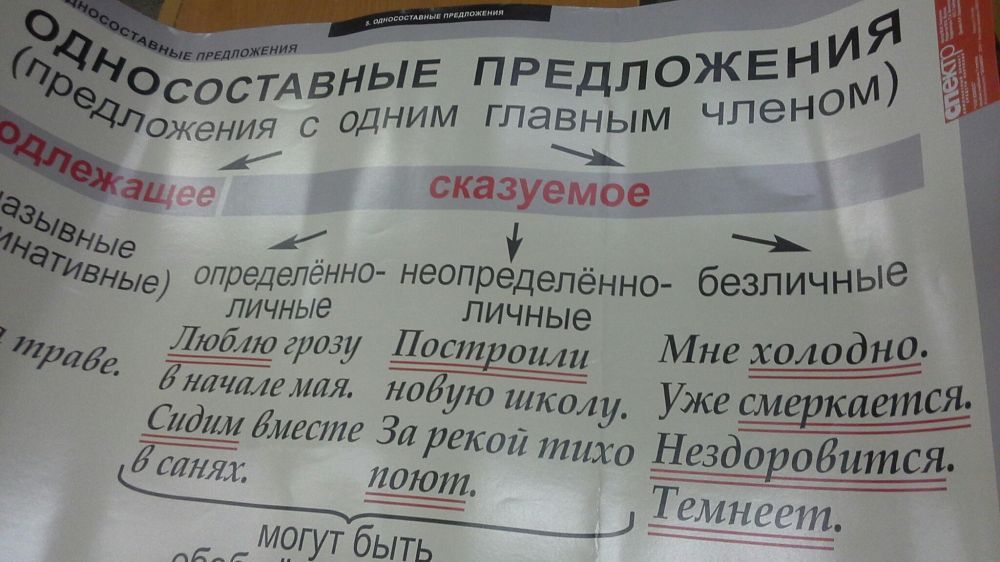 5. ОДНОСОСТАВНЫЕ ПРЕДЛОЖЕНИЯ
ОДНОСОСТАВНЫЕ ПРЕДЛОЖЕНИЯ
ОДНОСОСТАВНЫЕ ПРЕДЛОЖЕНИЯ
(предложения с одним главным членом)
одлежащее
сказуемое
азывные
инативные)
траве.
определённо-
личные
Люблю грозу
в начале мая.
Сидим вместе
в санях.
неопределённо-
личные
Построили
новую школу.
За рекой тихо
поют.
безличные
Мне холодно.
Уже смеркается.
Нездоровится.
Темнеет.
могут быть
спектр